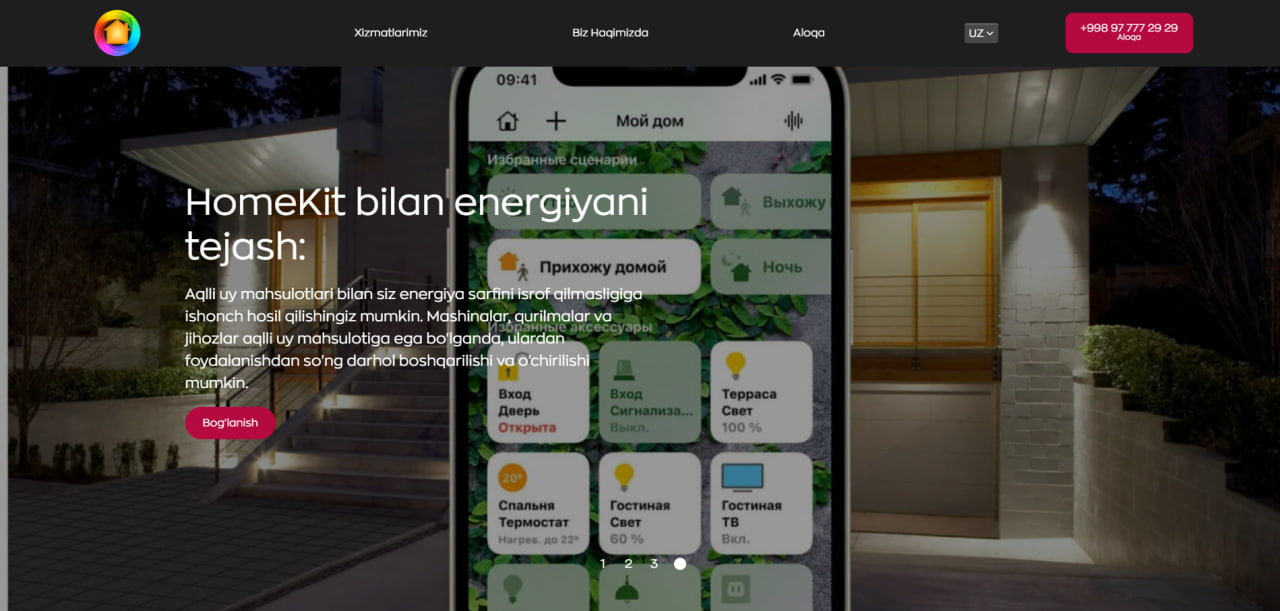 Xizmatlarimiz
Biz Haqimizda
Aloqa
UZ
+998 97 777 29 29
Aloqa
09:41
Мой дом
Избранные сценарии
Выхожу
HomeKit bilan energiyani
tejash:
Прихожу домой
Ночь
Aqlli uy mahsulotlari bilan siz energiya sarfini isrof qilmasligiga
ishonch hosil qilishingiz mumkin. Mashinalar, qurilmalar va
jihozlar aqlli uy mahsulotiga ega bo'lganda, ulardan
foydalanishdan so'ng darhol boshqarilishi va o'chirilishi
mumkin.
Bog'lanish
Избранные аксессуары
Вход
Дверь
Открыта
Вход
Сигнализа...
Выкл.
Терраса
Свет
100 %
20°
Спальня
Термостат
Нагрев. до 22°
Гостиная
Свет
60 %
Гостиная
ТВ
Вкл.
1 2 3